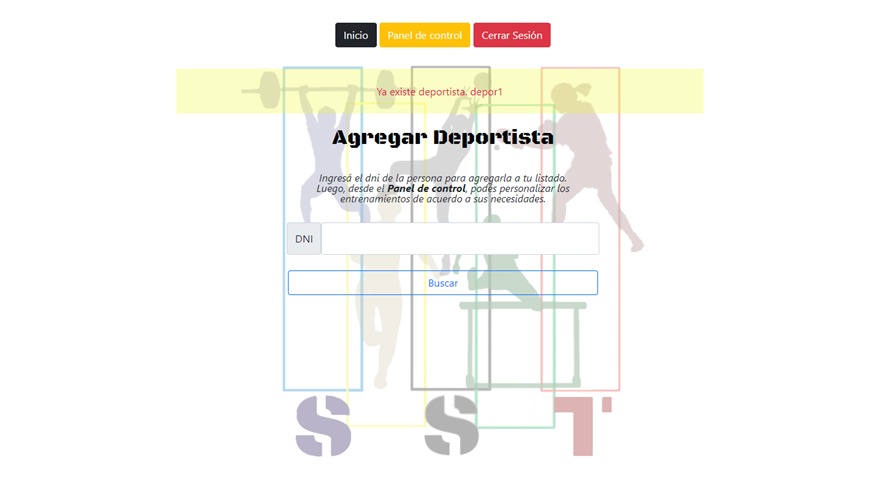 Inicio Panel de control Cerrar Sesión
Ya existe deportista, depor1
Agregar Deportista
Ingresá el dni de la persona para agregarla a tu listado.
Luego, desde el Panel de control, podés personalizar los
entrenamientos de acuerdo a sus necesidades.
DNI
Buscar
S S T